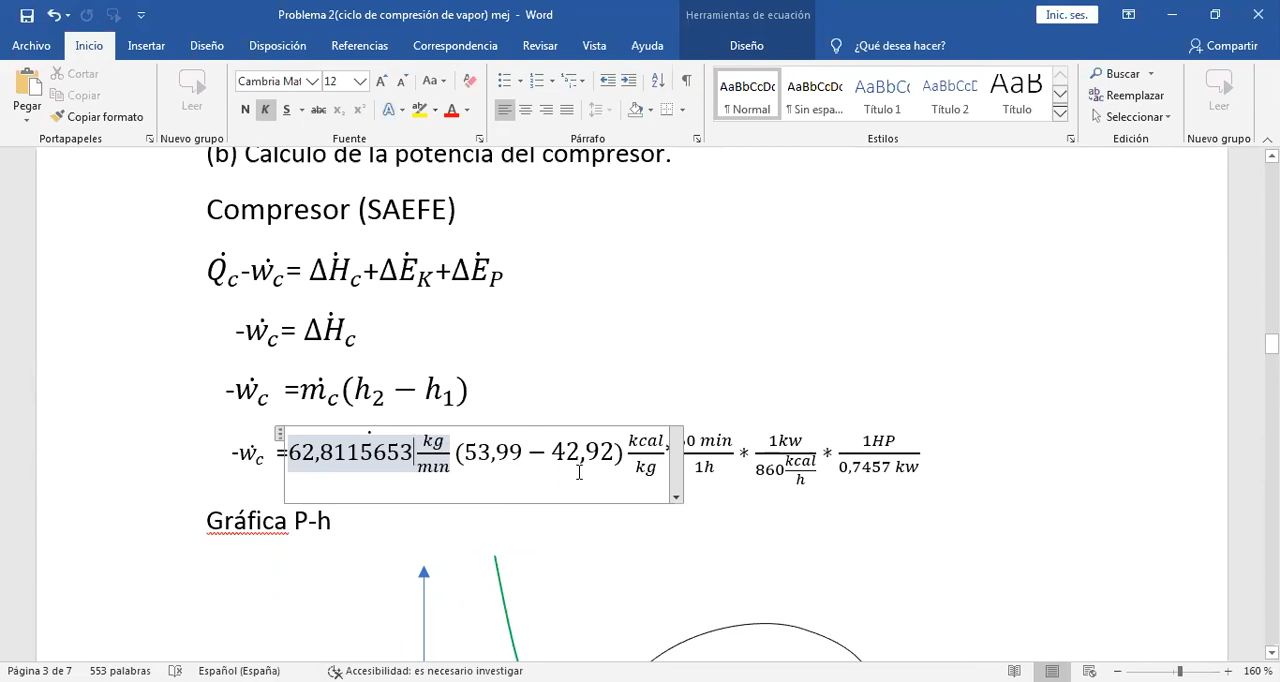 Problema 2(ciclo de compresión de vapor) mej - Word
Herramientas de ecuación
Inic. ses.
Archivo Inicio Insertar Diseño Disposición Referencias Correspondencia Revisar Vista Ayuda Diseño ¿Qué desea hacer? Compartir
Pegar
Cortar
Copiar
Copiar formato
Portapapeles
Leer
Nuevo grupo
Cambria Mat 12
N K S abc
Fuente
Párrafo
AaBbCcDc AaBbCcDc AaBbCc AaBbCcD AaB
¶ Normal ¶ Sin espa... Título 1 Título 2 Título
Estilos
Buscar
Reemplazar
Seleccionar
Edición
Leer
Nuevo grupo
(b) Calculo de la potencia del compresor.
Compresor (SAEFE)
Q̇c-ẇc= ΔḢc+ΔĖK+ΔĖP
-ẇc= ΔḢc
-ẇc =ṁc(h2 − h1)
-ẇc =62,8115653 kg/mın (53,99 − 42,92) kcal/kg * 0 min/1h * 1kw/860 kcal/h * 1HP/0,7457 kw
Gráfica P-h
Página 3 de 7 553 palabras Español (España) Accesibilidad: es necesario investigar 160 %